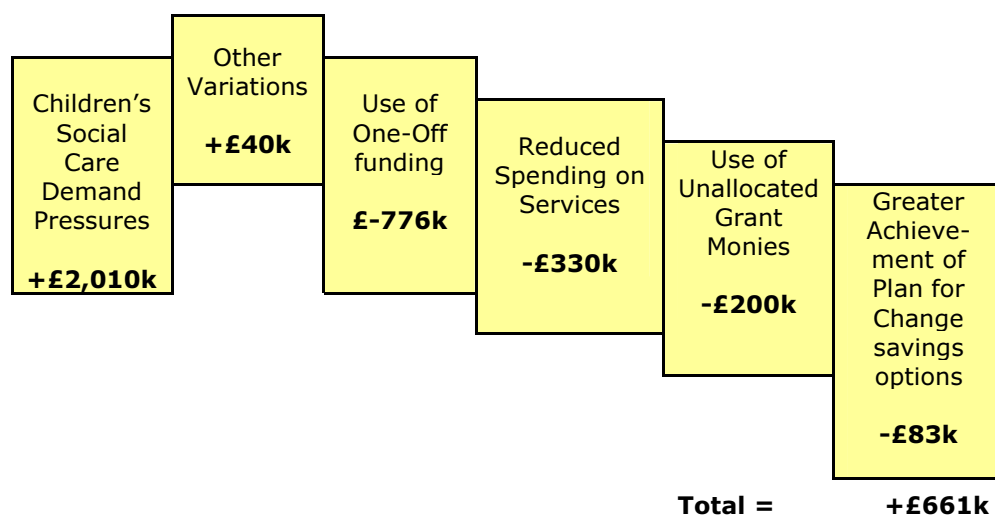 Children's
Social
Care
Demand
Pressures
+£2,010k
Other
Variations
+£40k
Use of
One-Off
funding
£-776k
Reduced
Spending on
Services
-£330k
Use of
Unallocated
Grant
Monies
-£200k
Greater
Achieve-
ment of
Plan for
Change
savings
options
-£83k
Total = +£661k